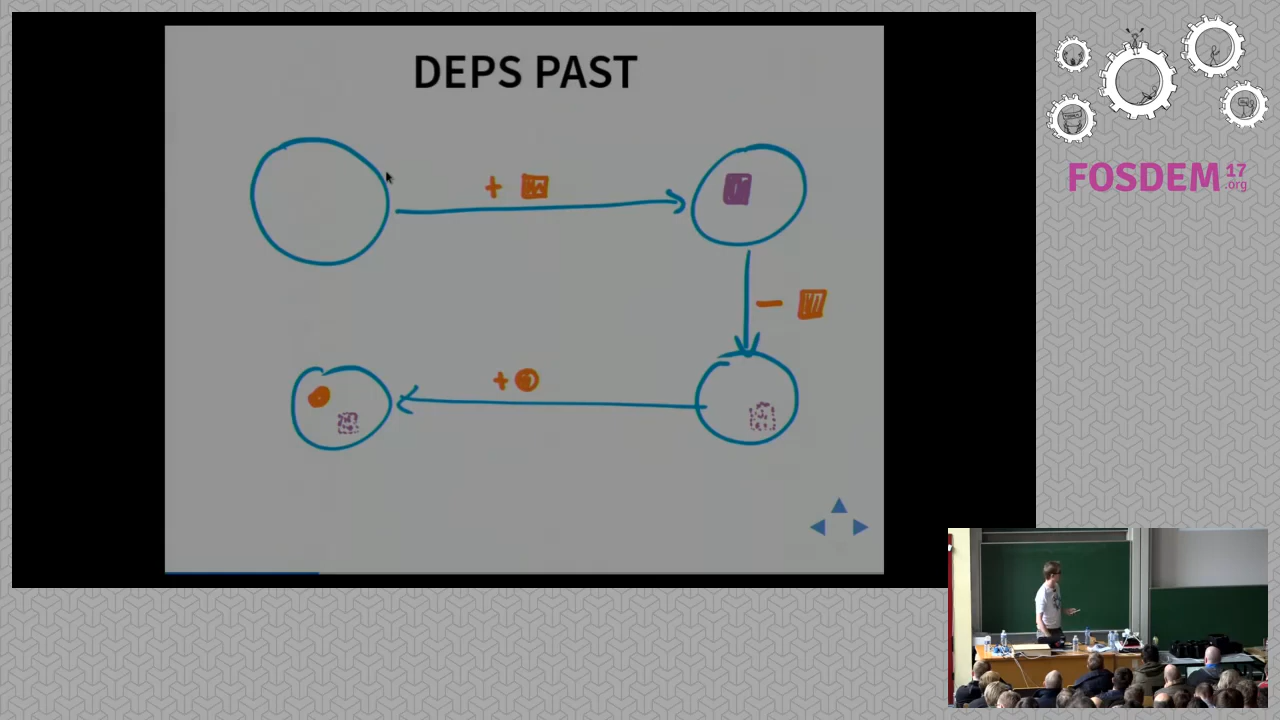 DEPS PAST
+
-
+
FOSDEM 17
.org